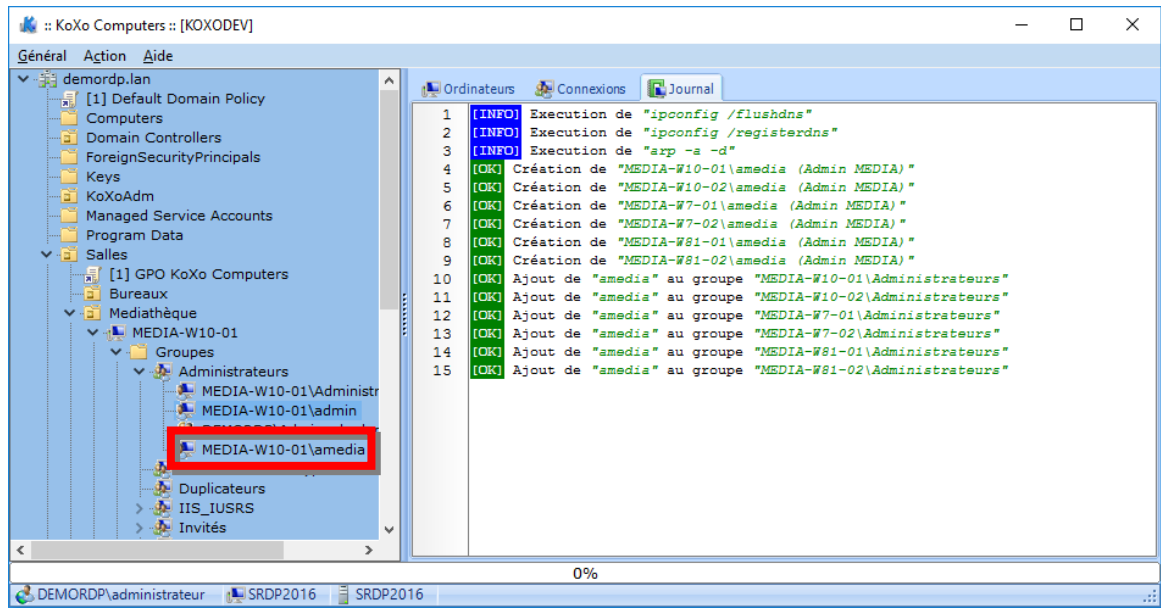 :: KoXo Computers :: [KOXODEV]
Général Action Aide
demordp.lan
[1] Default Domain Policy
Computers
Domain Controllers
ForeignSecurityPrincipals
Keys
KoXoAdm
Managed Service Accounts
Program Data
Salles
[1] GPO KoXo Computers
Bureaux
Mediathèque
MEDIA-W10-01
Groupes
Administrateurs
MEDIA-W10-01\Administr
MEDIA-W10-01\admin
MEDIA-W10-01\amedia
Duplicateurs
IIS_IUSRS
Invités
Ordinateurs Connexions Journal
1 [INFO] Execution de "ipconfig /flushdns"
2 [INFO] Execution de "ipconfig /registerdns"
3 [INFO] Execution de "arp -a -d"
4 [OK] Création de "MEDIA-W10-01\amedia (Admin MEDIA)"
5 [OK] Création de "MEDIA-W10-02\amedia (Admin MEDIA)"
6 [OK] Création de "MEDIA-W7-01\amedia (Admin MEDIA)"
7 [OK] Création de "MEDIA-W7-02\amedia (Admin MEDIA)"
8 [OK] Création de "MEDIA-W81-01\amedia (Admin MEDIA)"
9 [OK] Création de "MEDIA-W81-02\amedia (Admin MEDIA)"
10 [OK] Ajout de "amedia" au groupe "MEDIA-W10-01\Administrateurs"
11 [OK] Ajout de "amedia" au groupe "MEDIA-W10-02\Administrateurs"
12 [OK] Ajout de "amedia" au groupe "MEDIA-W7-01\Administrateurs"
13 [OK] Ajout de "amedia" au groupe "MEDIA-W7-02\Administrateurs"
14 [OK] Ajout de "amedia" au groupe "MEDIA-W81-01\Administrateurs"
15 [OK] Ajout de "amedia" au groupe "MEDIA-W81-02\Administrateurs"
0%
DEMORDP\administrateur SRDP2016 SRDP2016